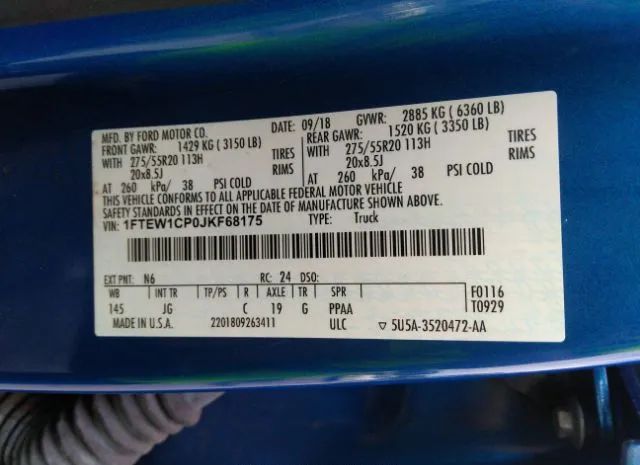 MFD. BY FORD MOTOR CO.
DATE: 09/18 GVWR: 2885 KG ( 6360 LB)
FRONT GAWR: 1429 KG ( 3150 LB)
REAR GAWR: 1520 KG ( 3350 LB)
WITH 275/55R20 113H TIRES
WITH 275/55R20 113H TIRES
20x8.5J RIMS
20x8.5J RIMS
AT 260 kPa/ 38 PSI COLD
AT 260 kPa/ 38 PSI COLD
THIS VEHICLE CONFORMS TO ALL APPLICABLE FEDERAL MOTOR VEHICLE
SAFETY STANDARDS IN EFFECT ON THE DATE OF MANUFACTURE SHOWN ABOVE.
VIN: 1FTEW1CP0JKF68175 TYPE: Truck
EXT PNT: N6 RC: 24 DSO:
WB INT TR TP/PS R AXLE TR SPR
145 JG C 19 G PPAA
F0116
T0929
MADE IN U.S.A. 2201809263411 ULC ▽ 5U5A-3520472-AA